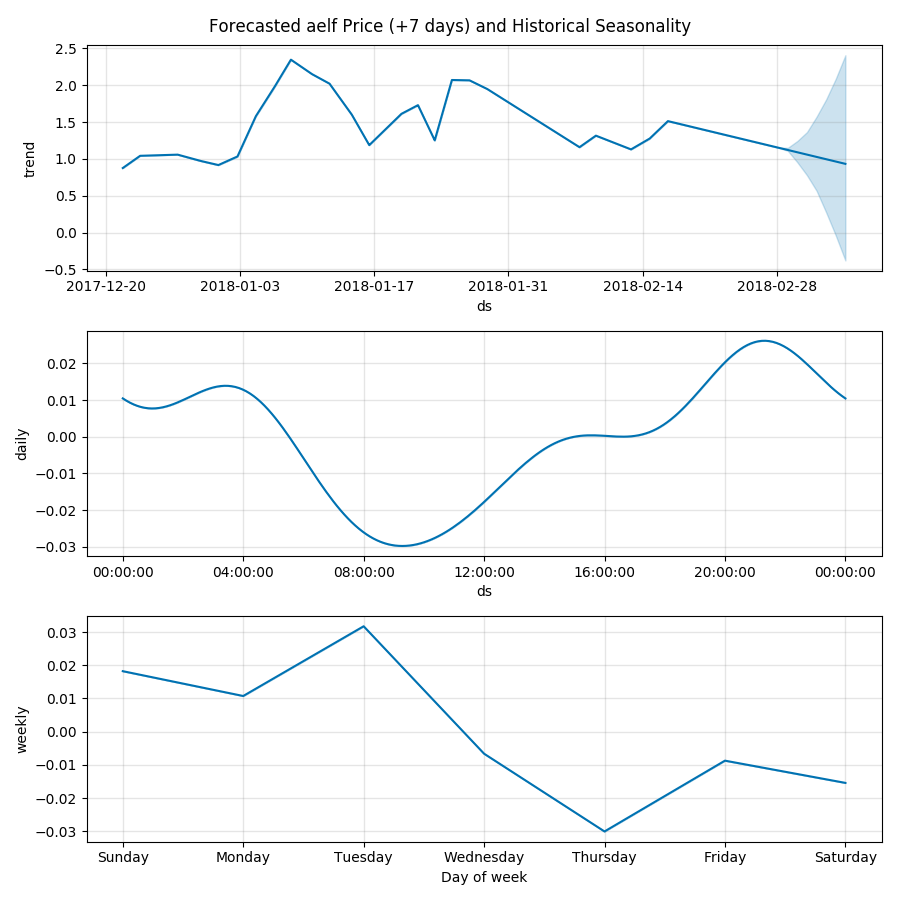 Forecasted aelf Price (+7 days) and Historical Seasonality
2.5
2.0
1.5
1.0
0.5
0.0
−0.5
trend
2017-12-20 2018-01-03 2018-01-17 2018-01-31 2018-02-14 2018-02-28
ds
0.02
0.01
0.00
−0.01
−0.02
−0.03
daily
00:00:00 04:00:00 08:00:00 12:00:00 16:00:00 20:00:00 00:00:00
ds
0.03
0.02
0.01
0.00
−0.01
−0.02
−0.03
weekly
Sunday Monday Tuesday Wednesday Thursday Friday Saturday
Day of week